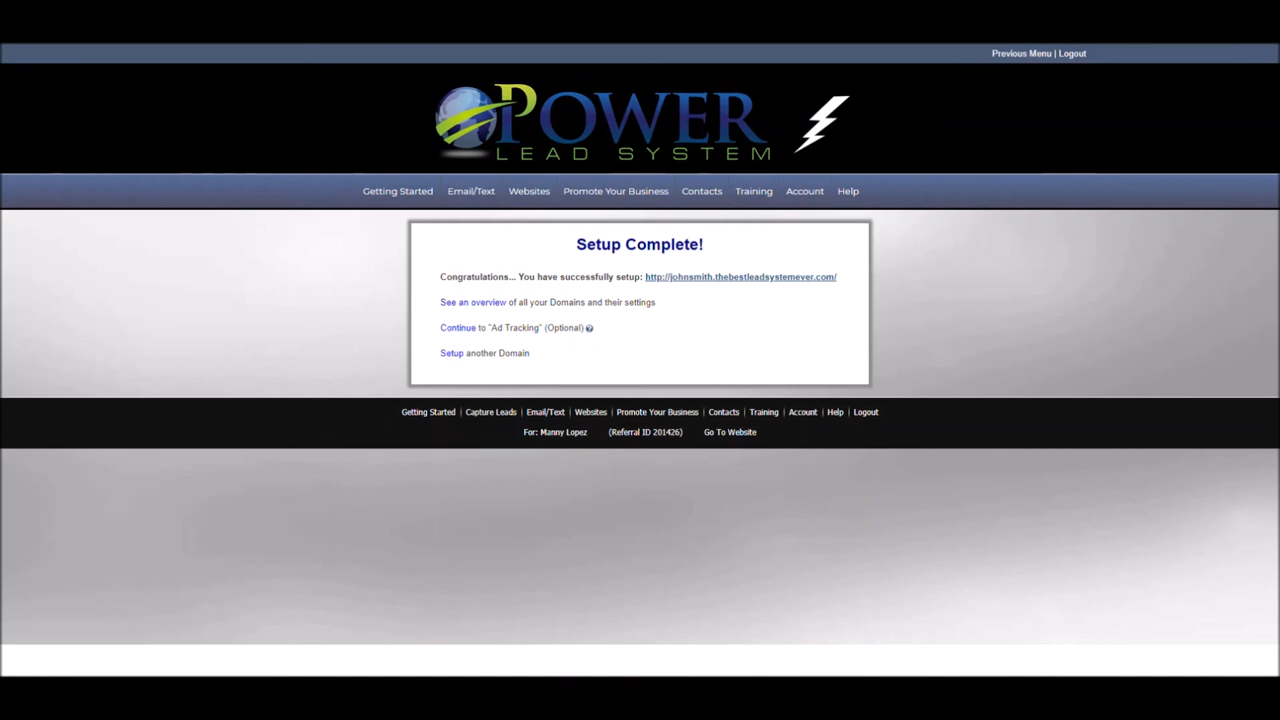 Previous Menu | Logout
POWER
LEAD SYSTEM
Getting Started Email/Text Websites Promote Your Business Contacts Training Account Help
Setup Complete!
Congratulations... You have successfully setup: http://johnsmith.thebestleadsystemever.com/
See an overview of all your Domains and their settings
Continue to "Ad Tracking" (Optional) ?
Setup another Domain
Getting Started | Capture Leads | Email/Text | Websites | Promote Your Business | Contacts | Training | Account | Help | Logout
For: Manny Lopez (Referral ID 201426) Go To Website